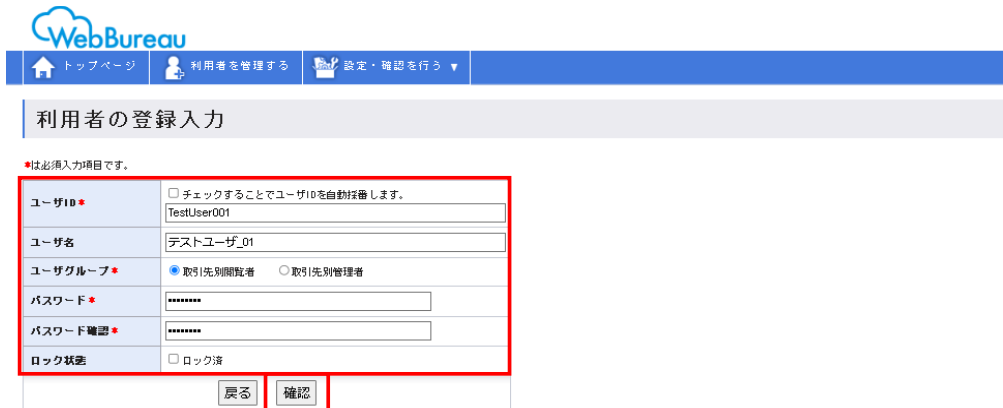 WebBureau
トップページ 利用者を管理する 設定・確認を行う ▼
利用者の登録入力
*は必須入力項目です。
ユーザID* チェックすることでユーザIDを自動採番します。
TestUser001
ユーザ名 テストユーザ_01
ユーザグループ* 取引先別閲覧者 取引先別管理者
パスワード* ••••••••
パスワード確認* ••••••••
ロック状態 ロック済
戻る 確認